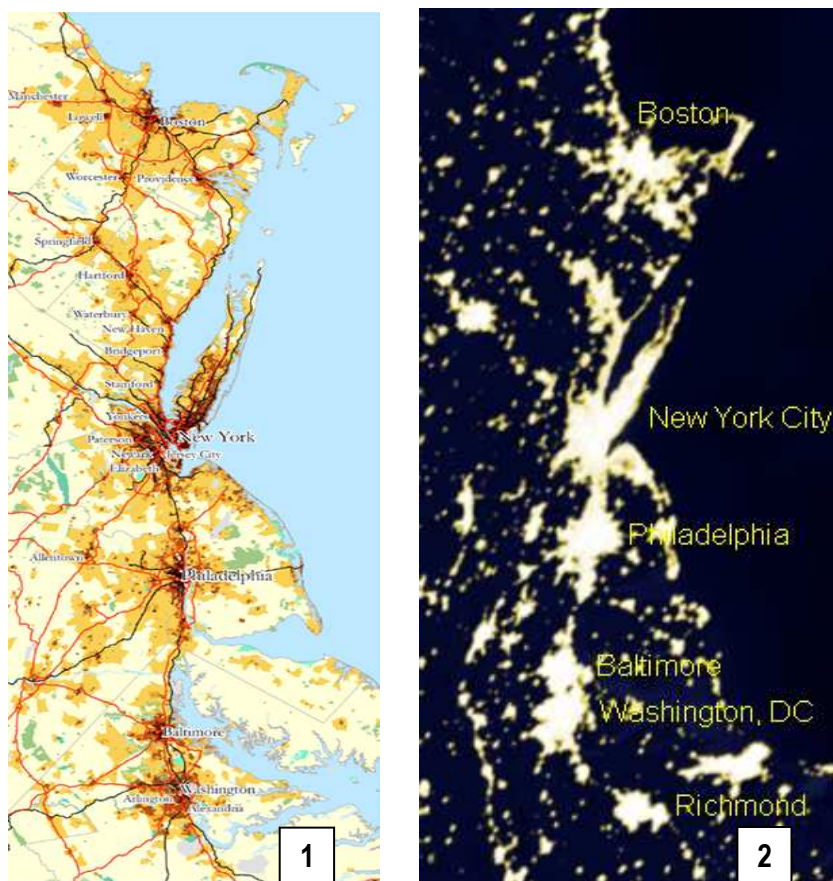 Manchester
Lowell
Boston
Worcester
Providence
Springfield
Hartford
Waterbury
New Haven
Bridgeport
Stamford
Yonkers
Paterson
New York
Newark
Jersey City
Elizabeth
Allentown
Philadelphia
Baltimore
Washington
Arlington
Alexandria
1
Boston
New York City
Philadelphia
Baltimore
Washington, DC
Richmond
2